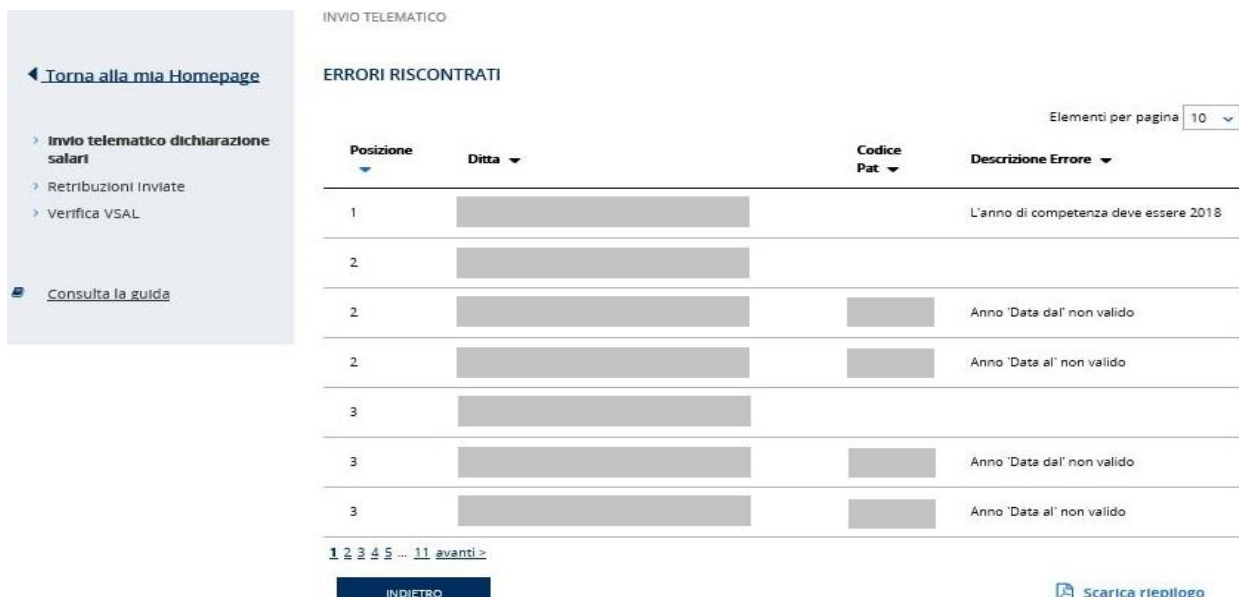 INVIO TELEMATICO
Torna alla mia Homepage
Invio telematico dichiarazione
salari
Retribuzioni Inviate
Verifica VSAL
Consulta la guida
ERRORI RISCONTRATI
Elementi per pagina 10
Posizione Ditta Codice Pat Descrizione Errore
1 L'anno di competenza deve essere 2018
2
2 Anno 'Data dal' non valido
2 Anno 'Data al' non valido
3
3 Anno 'Data dal' non valido
3 Anno 'Data al' non valido
1 2 3 4 5 ... 11 avanti >
INDIETRO
Scarica riepilogo